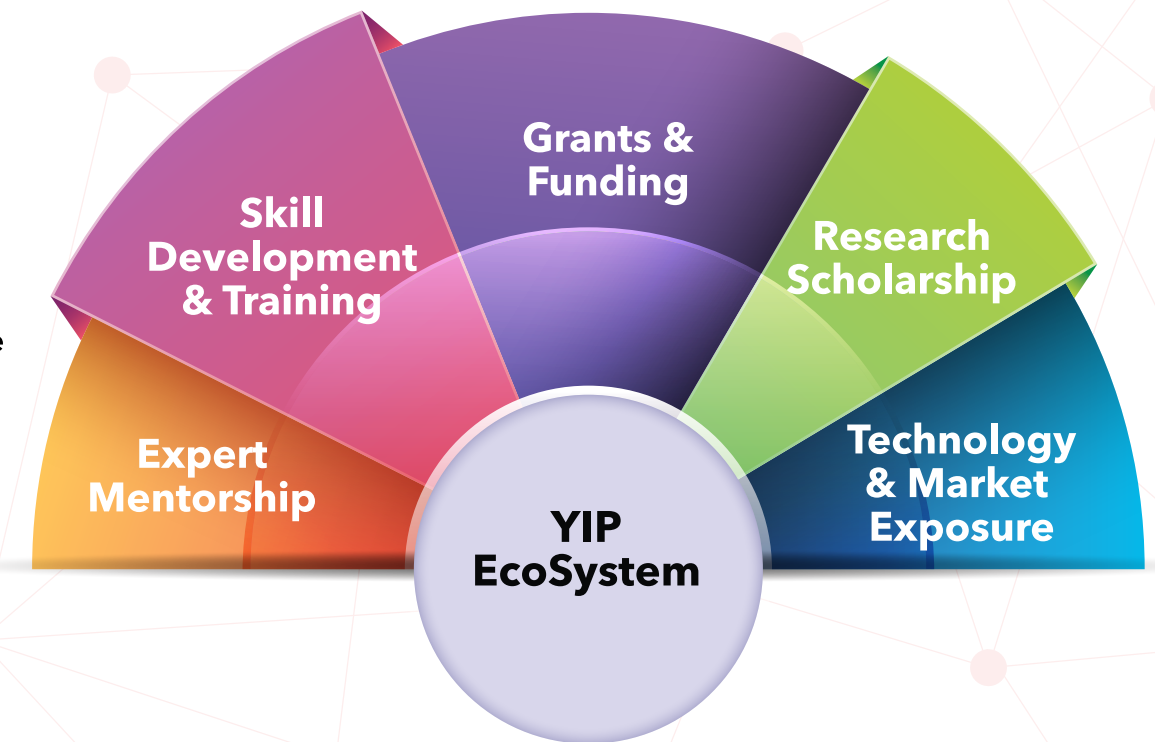 Grants &
Funding
Skill
Development
& Training
Research
Scholarship
e
Expert
Mentorship
Technology
& Market
Exposure
YIP
EcoSystem